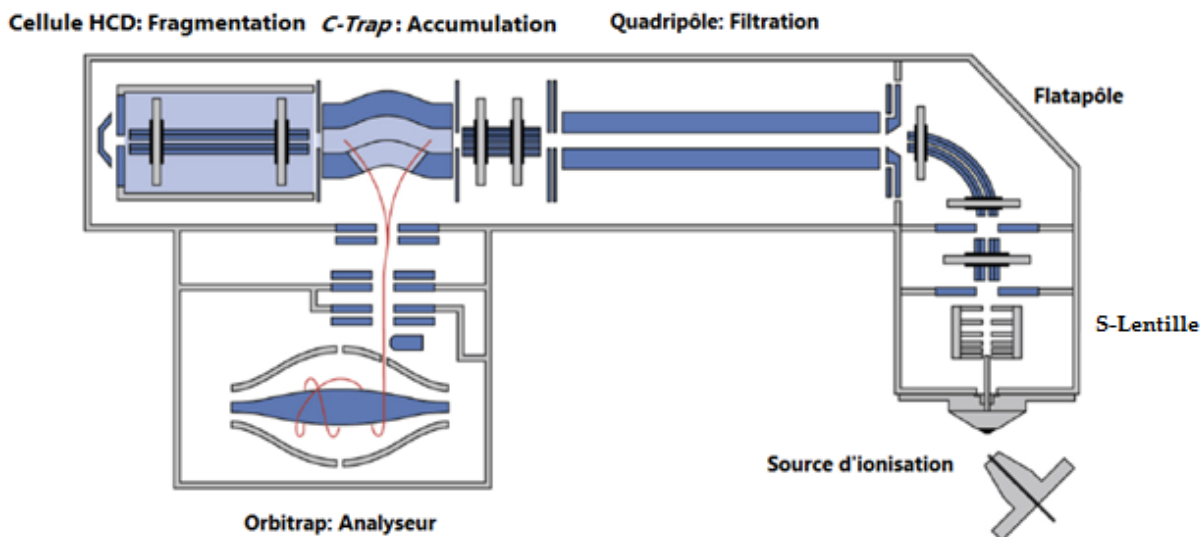 Cellule HCD: Fragmentation C-Trap : Accumulation Quadripôle: Filtration
Flatapôle
S-Lentille
Source d'ionisation
Orbitrap: Analyseur